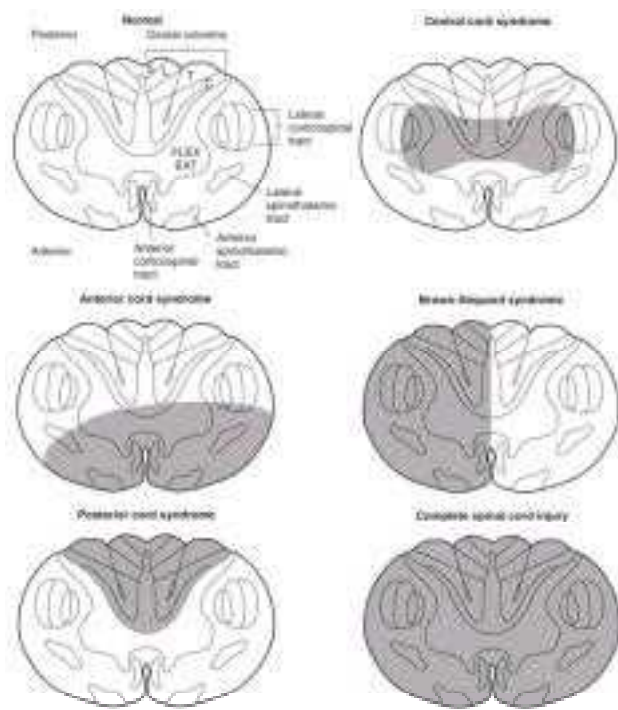 Normal
Posterior
Dorsal columns
L
T
C
Lateral
corticospinal
tract
FLEX
EXT
Lateral
spinothalamic
tract
Anterior
Anterior
corticospinal
tract
Anterior
spinothalamic
tract
Central cord syndrome
Anterior cord syndrome
Brown-Sequard syndrome
Posterior cord syndrome
Complete spinal cord injury